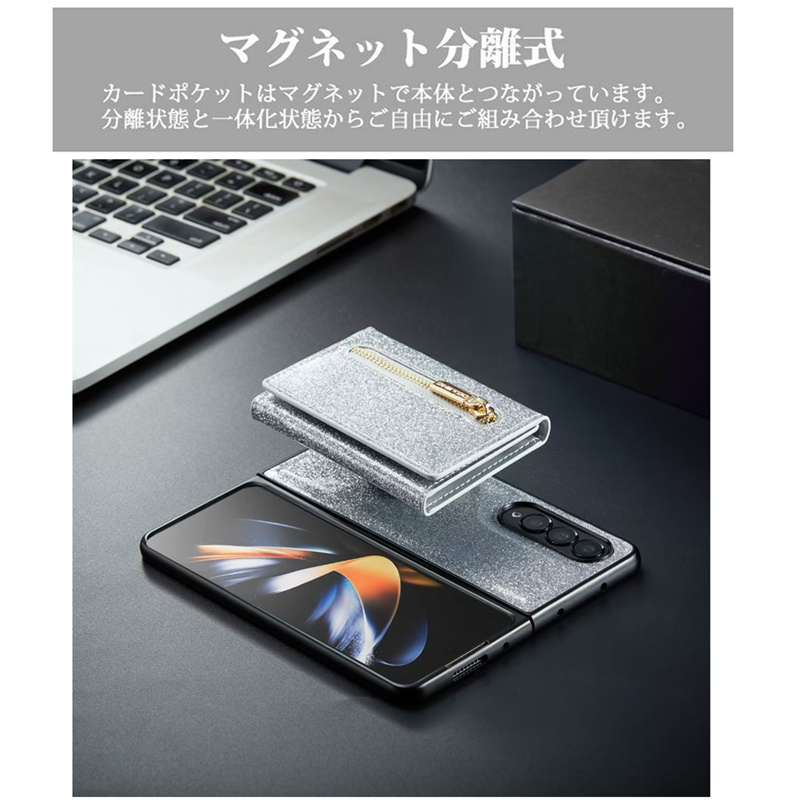 マグネット分離式
カードポケットはマグネットで本体とつながっています。
分離状態と一体化状態からご自由にご組み合わせ頂けます。